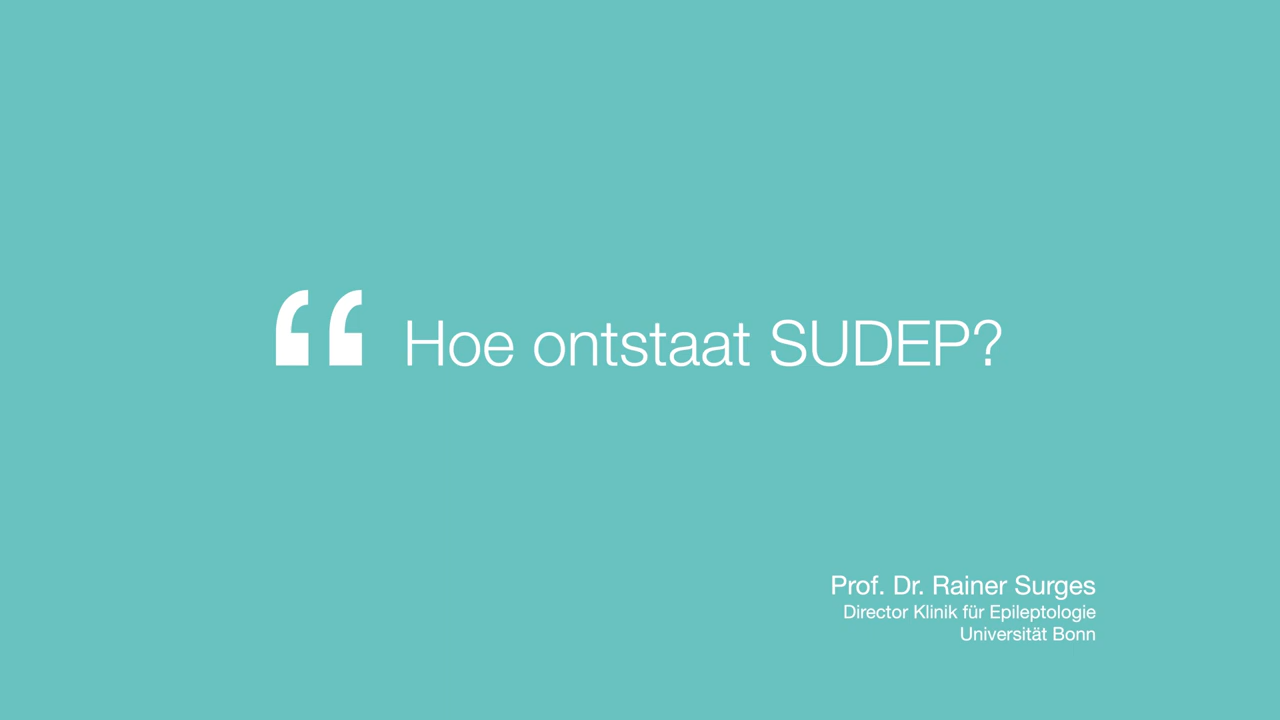 “ Hoe ontstaat SUDEP?
Prof. Dr. Rainer Surges
Director Klinik für Epileptologie
Universität Bonn